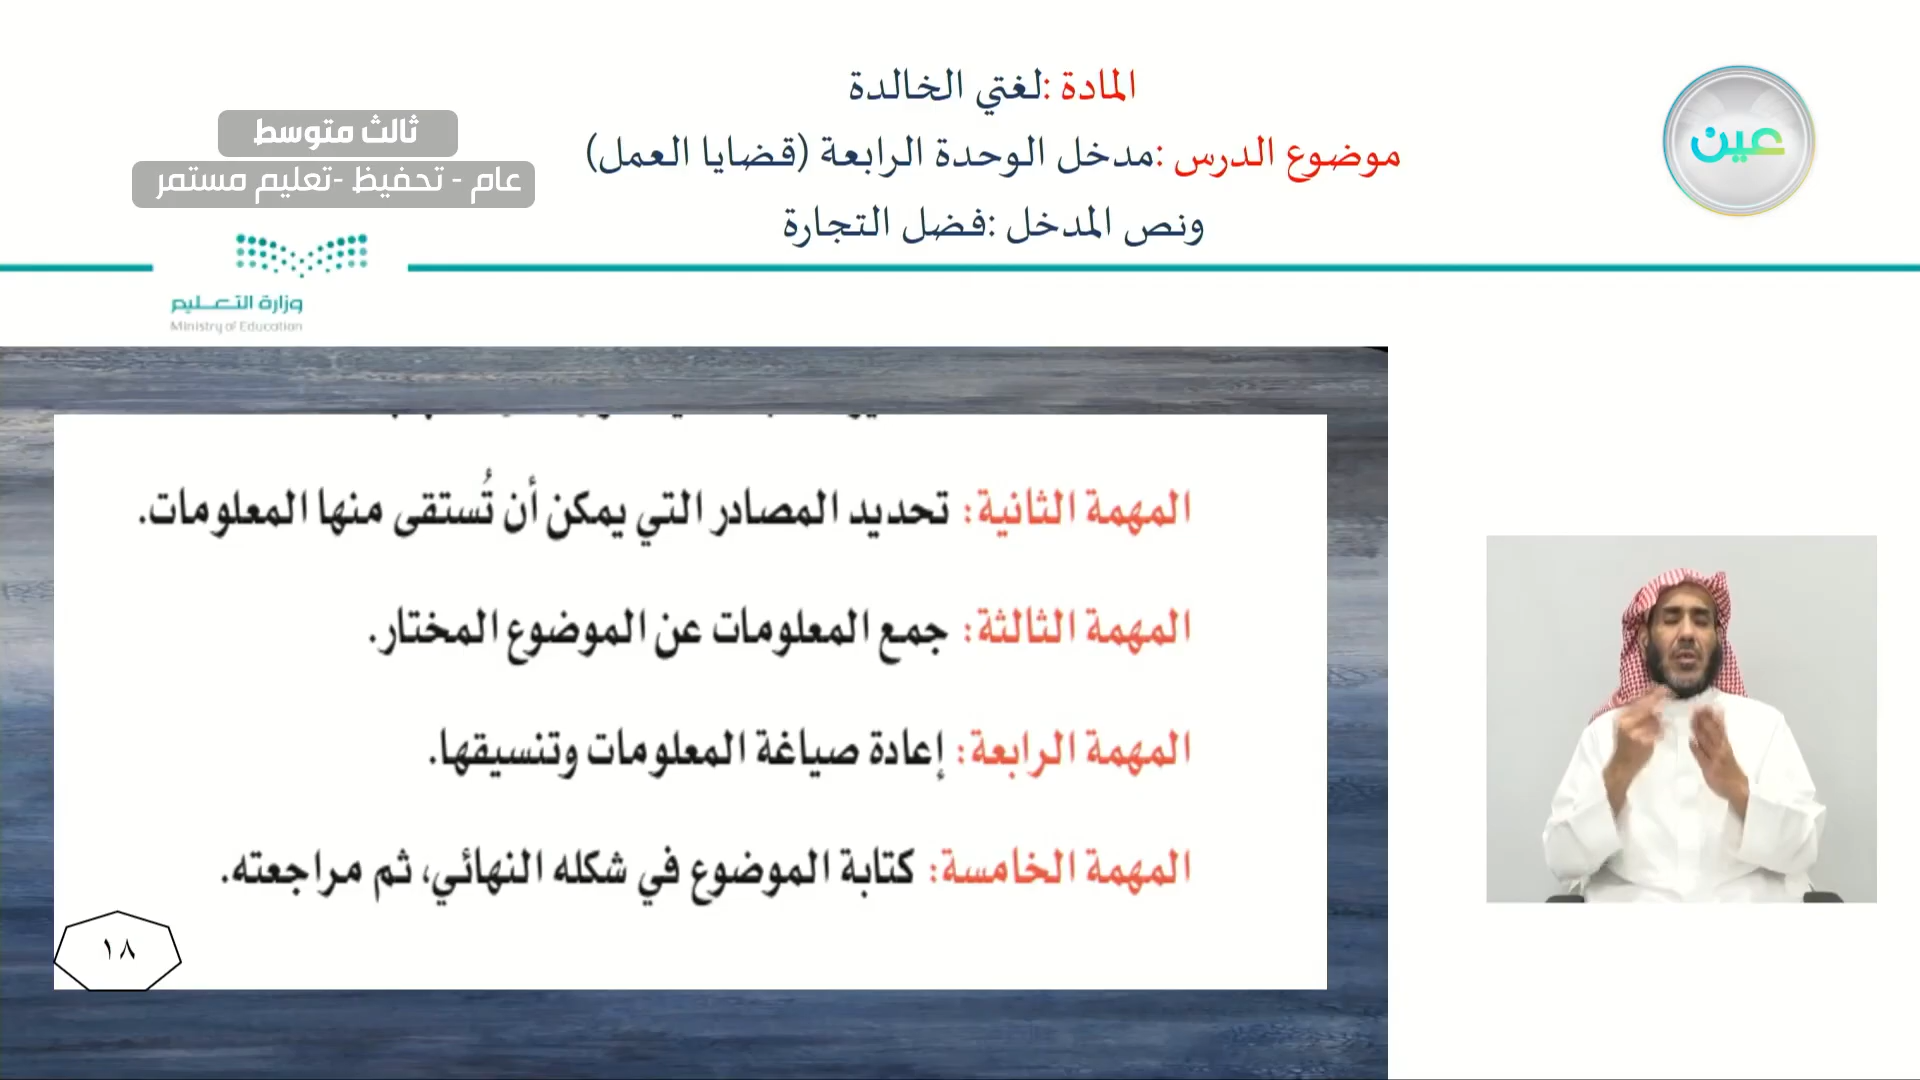 المادة :لغتي الخالدة
موضوع الدرس :مدخل الوحدة الرابعة (قضايا العمل)
ونص المدخل :فضل التجارة
عين
ثالث متوسط
عام - تحفيظ -تعليم مستمر
وزارة التعليم
Ministry of Education
المهمة الثانية: تحديد المصادر التي يمكن أن تُستقى منها المعلومات.
المهمة الثالثة: جمع المعلومات عن الموضوع المختار.
المهمة الرابعة: إعادة صياغة المعلومات وتنسيقها.
المهمة الخامسة: كتابة الموضوع في شكله النهائي، ثم مراجعته.
١٨